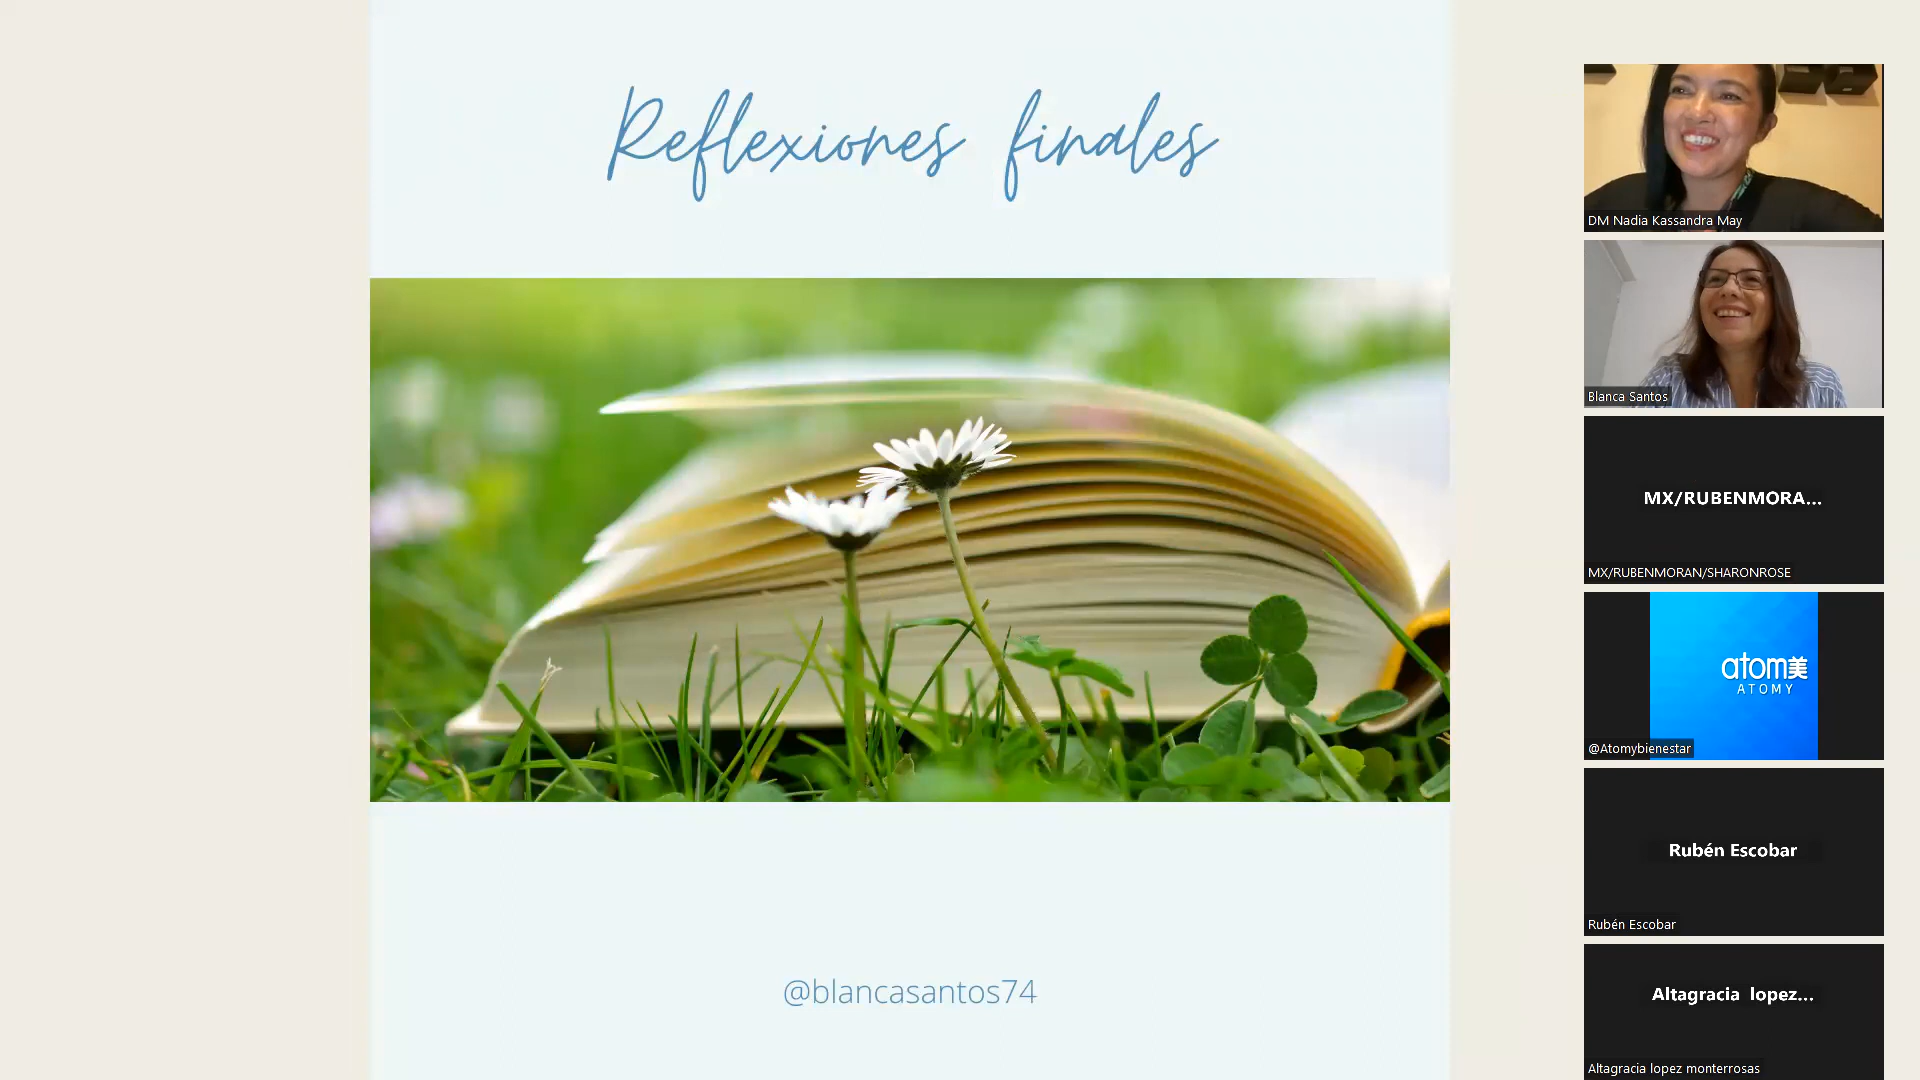 Reflexiones finales
@blancasantos74
DM Nadia Kassandra May
Blanca Santos
MX/RUBENMORA...
MX/RUBENMORAN/SHARONROSE
atom美
ATOMY
@Atomybienestar
Rubén Escobar
Rubén Escobar
Altagracia lopez...
Altagracia lopez monterrosas